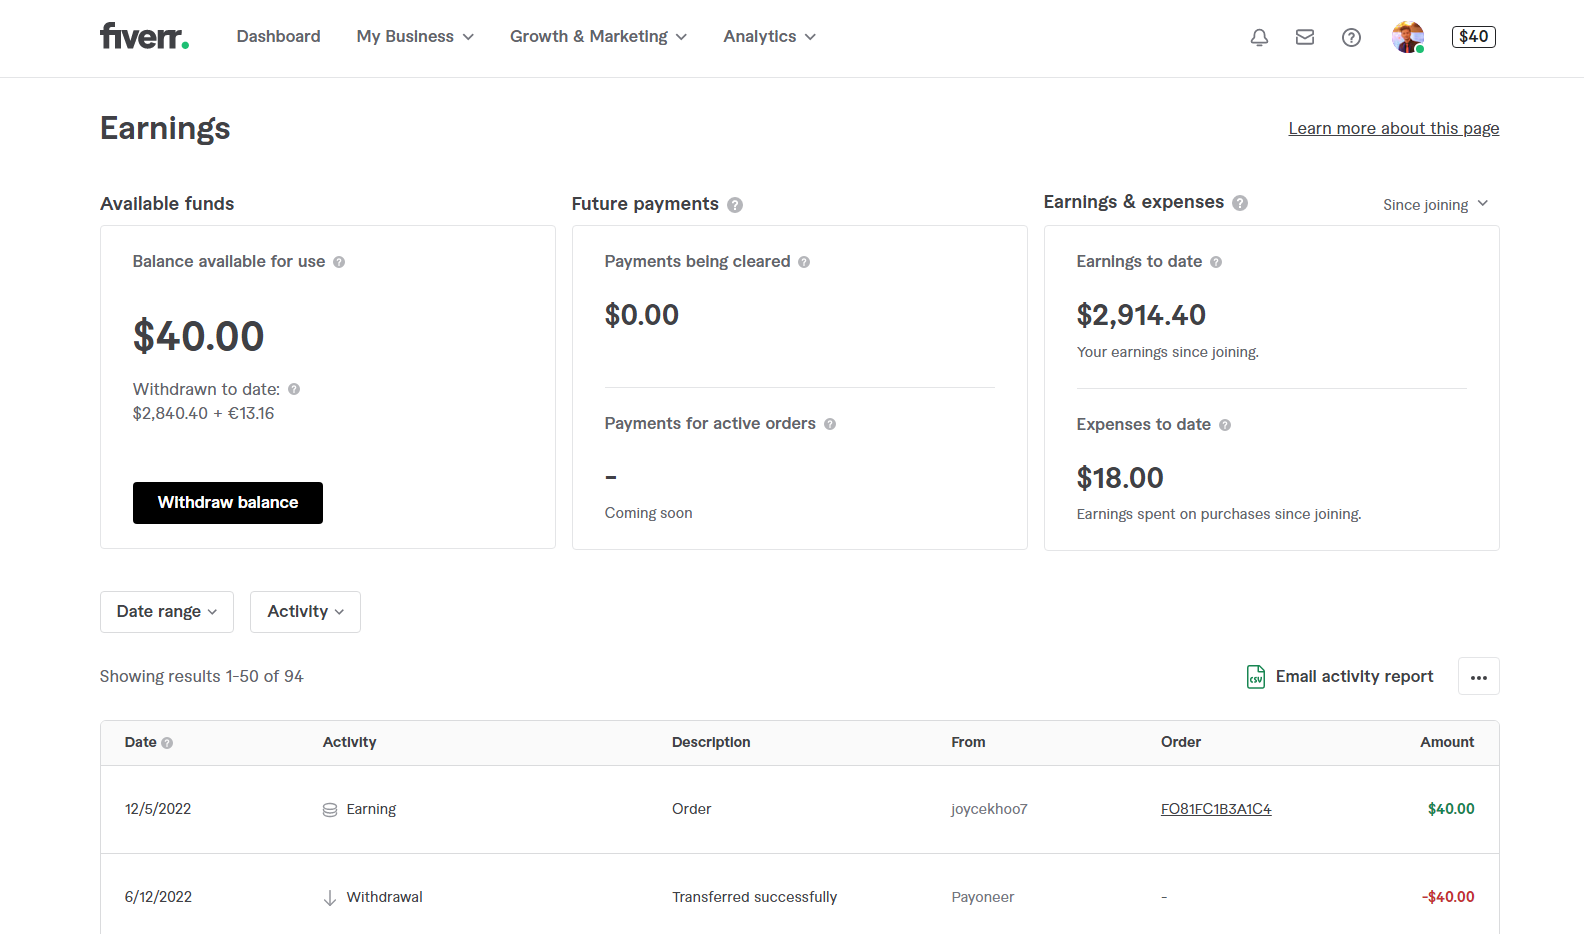 fiverr.
Dashboard My Business Growth & Marketing Analytics $40
Earnings
Learn more about this page
Available funds
Balance available for use
$40.00
Withdrawn to date:
$2,840.40 + €13.16
Withdraw balance
Future payments
Payments being cleared
$0.00
Payments for active orders
-
Coming soon
Earnings & expenses
Since joining
Earnings to date
$2,914.40
Your earnings since joining.
Expenses to date
$18.00
Earnings spent on purchases since joining.
Date range Activity
Showing results 1-50 of 94
CSV Email activity report
Date Activity Description From Order Amount
12/5/2022 Earning Order joycekhoo7 FO81FC1B3A1C4 $40.00
6/12/2022 Withdrawal Transferred successfully Payoneer - -$40.00